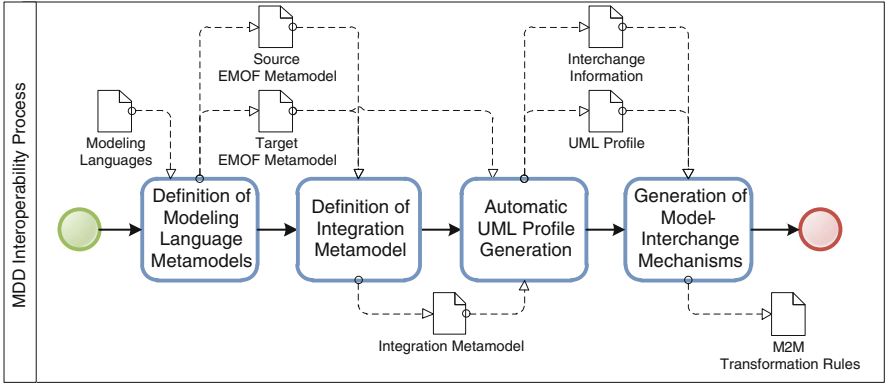 MDD Interoperability Process
Source
EMOF Metamodel
Interchange
Information
Modeling
Languages
Target
EMOF Metamodel
UML Profile
Definition of
Modeling
Language
Metamodels
Definition of
Integration
Metamodel
Automatic
UML Profile
Generation
Generation of
Model-
Interchange
Mechanisms
Integration Metamodel
M2M
Transformation Rules